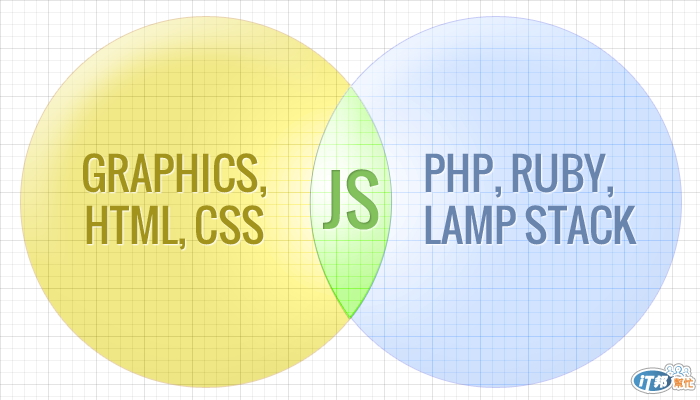 GRAPHICS,
HTML, CSS
JS
PHP, RUBY,
LAMP STACK
iT邦幫忙